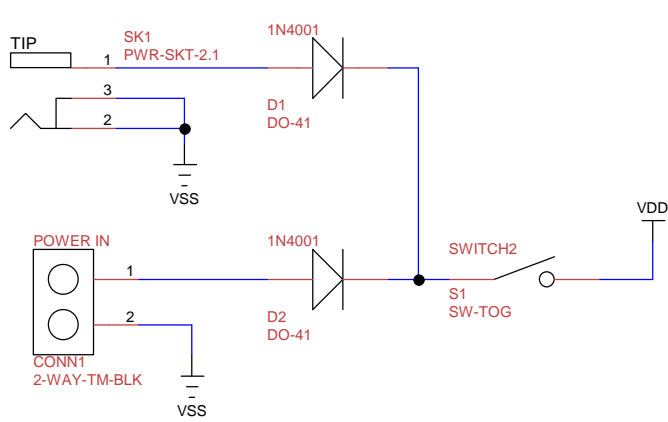 TIP
SK1
PWR-SKT-2.1
1
3
2
VSS
1N4001
D1
DO-41
POWER IN
1
2
CONN1
2-WAY-TM-BLK
VSS
1N4001
D2
DO-41
SWITCH2
S1
SW-TOG
VDD